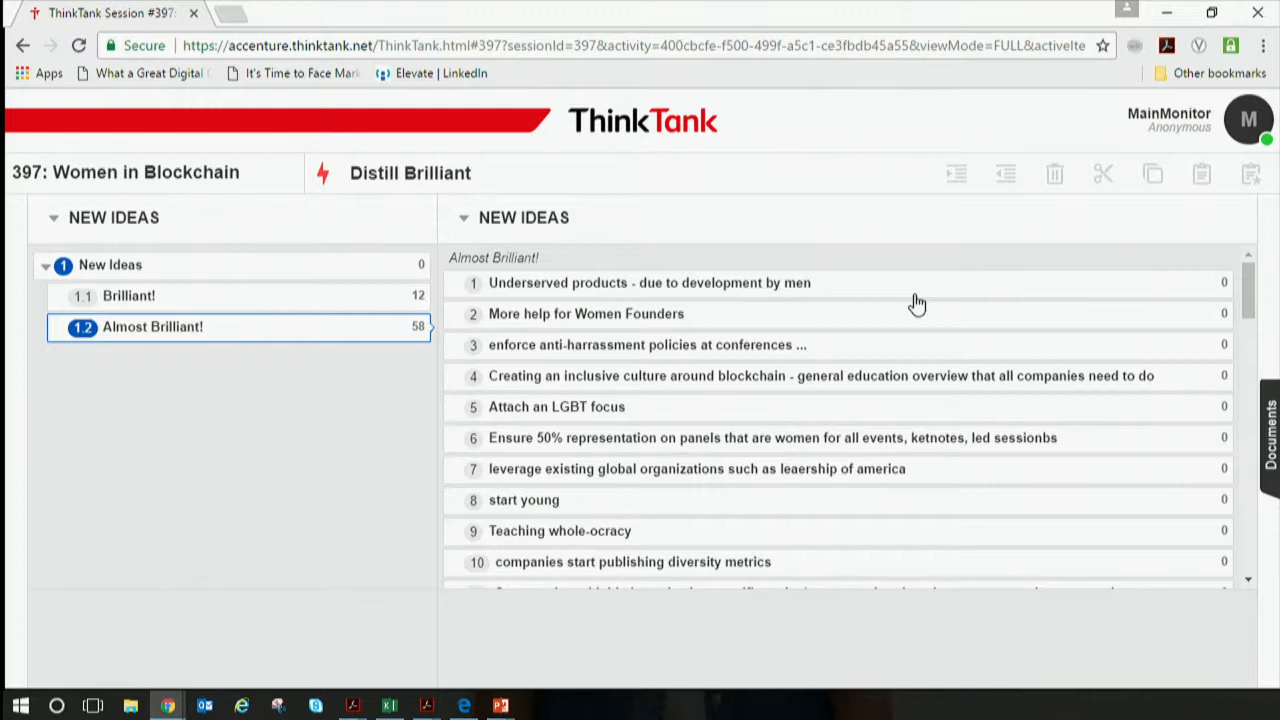 ThinkTank Session #397:
Secure
https://accenture.thinktank.net/ThinkTank.html#397?sessionId=397&activity=400cbcfe-f500-499f-a5c1-ce3fbdb45a55&viewMode=FULL&activeIte
Apps
What a Great Digital
It's Time to Face Mark
Elevate | LinkedIn
Other bookmarks
ThinkTank
MainMonitor
Anonymous
M
397: Women in Blockchain
Distill Brilliant
NEW IDEAS
1 New Ideas 0
1.1 Brilliant! 12
1.2 Almost Brilliant! 58
NEW IDEAS
Almost Brilliant!
1 Underserved products - due to development by men 0
2 More help for Women Founders 0
3 enforce anti-harrassment policies at conferences ... 0
4 Creating an inclusive culture around blockchain - general education overview that all companies need to do 0
5 Attach an LGBT focus 0
6 Ensure 50% representation on panels that are women for all events, ketnotes, led sessionbs 0
7 leverage existing global organizations such as leaership of america 0
8 start young 0
9 Teaching whole-ocracy 0
10 companies start publishing diversity metrics 0
Documents